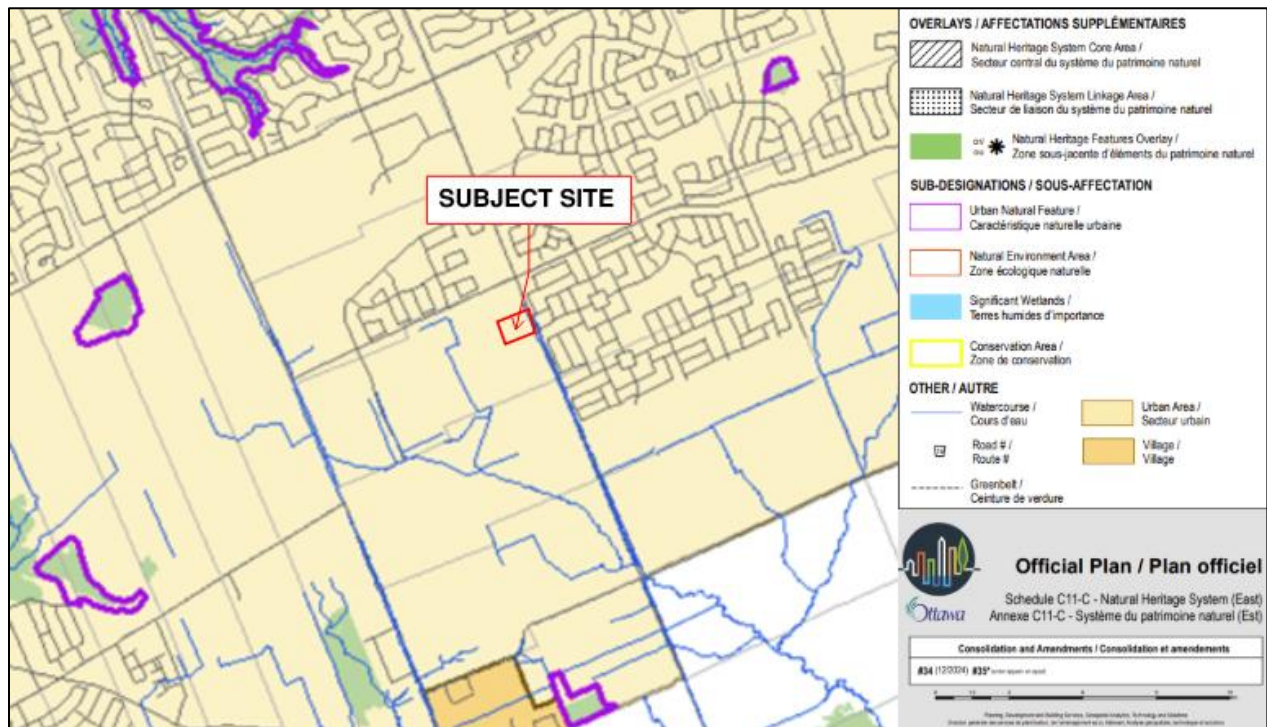 SUBJECT SITE
OVERLAYS / AFFECTATIONS SUPPLÉMENTAIRES
Natural Heritage System Core Area /
Secteur central du système du patrimoine naturel
Natural Heritage System Linkage Area /
Secteur de liaison du système du patrimoine naturel
Natural Heritage Features Overlay /
Zone sous-jacente d'éléments du patrimoine naturel
SUB-DESIGNATIONS / SOUS-AFFECTATION
Urban Natural Feature /
Caractéristique naturelle urbaine
Natural Environment Area /
Zone écologique naturelle
Significant Wetlands /
Terres humides d'importance
Conservation Area /
Zone de conservation
OTHER / AUTRE
Watercourse /
Cours d'eau
Urban Area /
Secteur urbain
Road # /
Route #
Village /
Village
Greenbelt /
Ceinture de verdure
Official Plan / Plan officiel
Ottawa
Schedule C11-C - Natural Heritage System (East)
Annexe C11-C - Système du patrimoine naturel (Est)
Consolidation and Amendments / Consolidation et amendements
#34 (12/2024) #35*